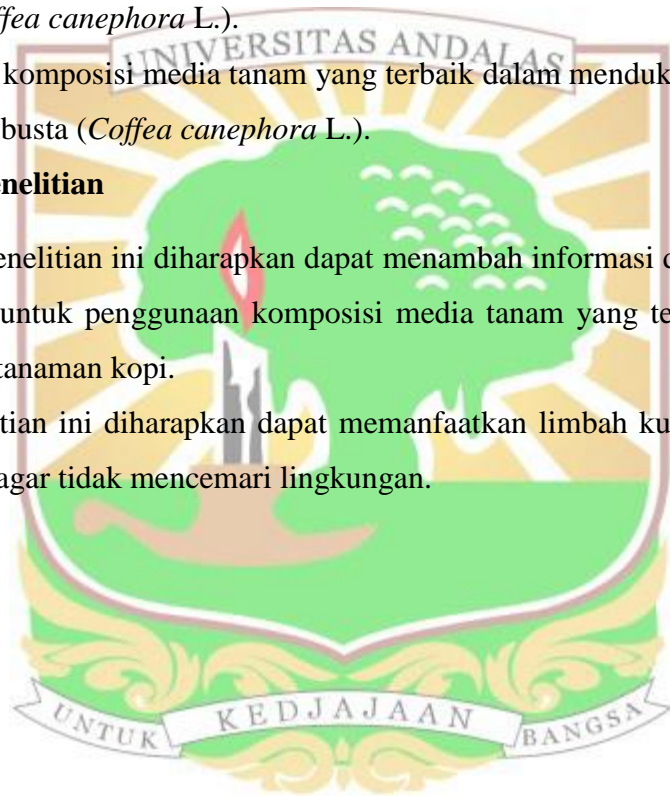 ffea canephora L.).
UNIVERSITAS ANDALAS
komposisi media tanam yang terbaik dalam menduk
busta (Coffea canephora L.).
enelitian
enelitian ini diharapkan dapat menambah informasi
untuk penggunaan komposisi media tanam yang te
tanaman kopi.
tian ini diharapkan dapat memanfaatkan limbah ku
agar tidak mencemari lingkungan.
UNTUK KEDJAJAAN BANGSA